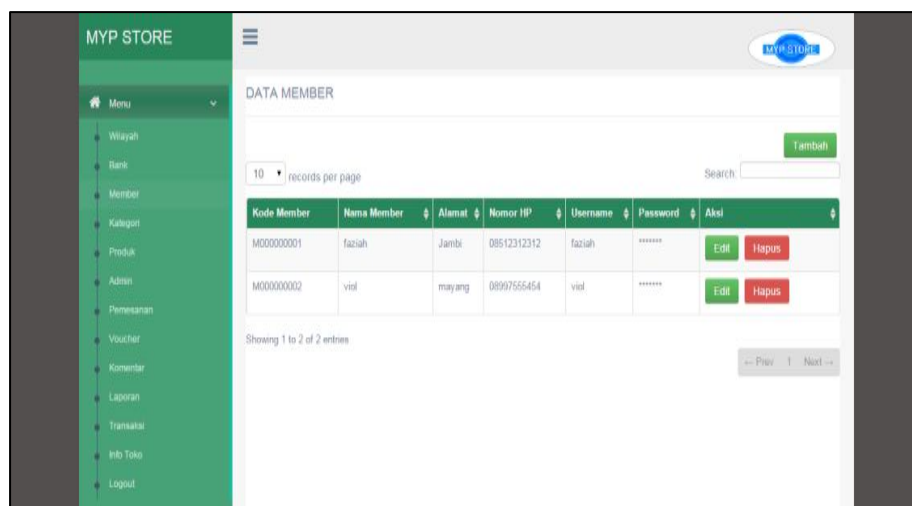 MYP STORE
MYP STORE
Menu
Wilayah
Bank
Member
Kategori
Produk
Admin
Pemesanan
Voucher
Komentar
Laporan
Transaksi
Info Toko
Logout
DATA MEMBER
Tambah
10 records per page
Search:
Kode Member Nama Member Alamat Nomor HP Username Password Aksi
M000000001 faziah Jambi 08512312312 faziah ******* Edit Hapus
M000000002 viol mayang 08997555454 viol ******* Edit Hapus
Showing 1 to 2 of 2 entries
← Prev 1 Next →